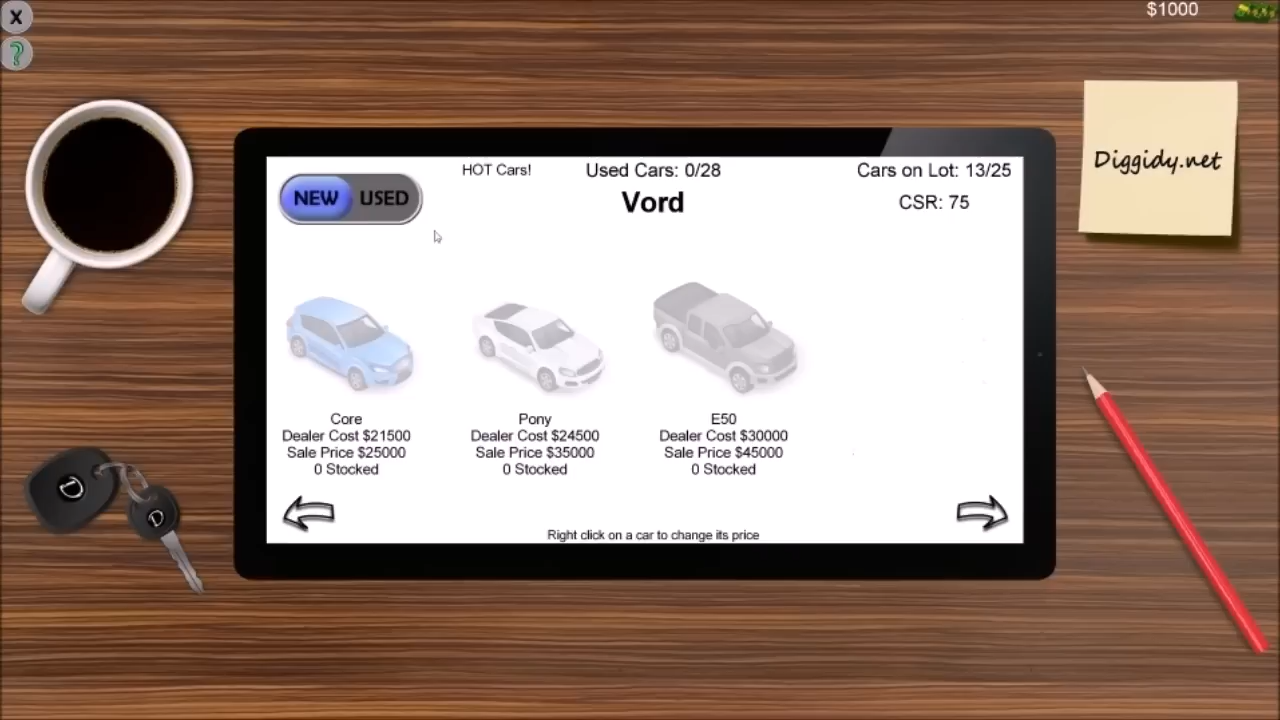 X
$1000
?
HOT Cars!
Used Cars: 0/28
Cars on Lot: 13/25
NEW USED
Vord
CSR: 75
Diggidy.net
Core
Dealer Cost $21500
Sale Price $25000
0 Stocked
Pony
Dealer Cost $24500
Sale Price $35000
0 Stocked
E50
Dealer Cost $30000
Sale Price $45000
0 Stocked
D
D
Right click on a car to change its price